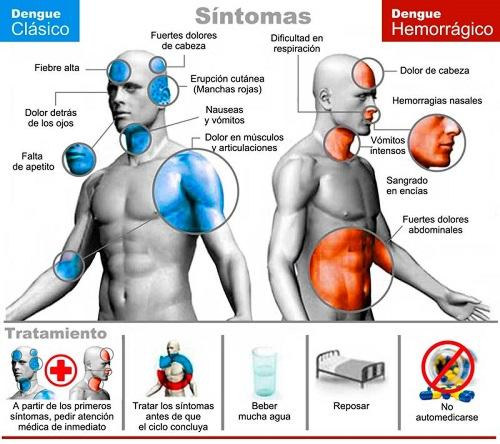 Dengue
Clásico
Síntomas
Dengue
Hemorrágico
Fuertes dolores
de cabeza
Fiebre alta
Erupción cutánea
(Manchas rojas)
Dolor detrás
de los ojos
Nauseas
y vómitos
Falta
de apetito
Dolor en músculos
y articulaciones
Dificultad en
respiración
Dolor de cabeza
Hemorragias nasales
Vómitos
intensos
Sangrado
en encías
Fuertes dolores
abdominales
Tratamiento
A partir de los primeros
síntomas, pedir atención
médica de inmediato
Tratar los síntomas
antes de que
el ciclo concluya
Beber
mucha agua
Reposar
No
automedicarse